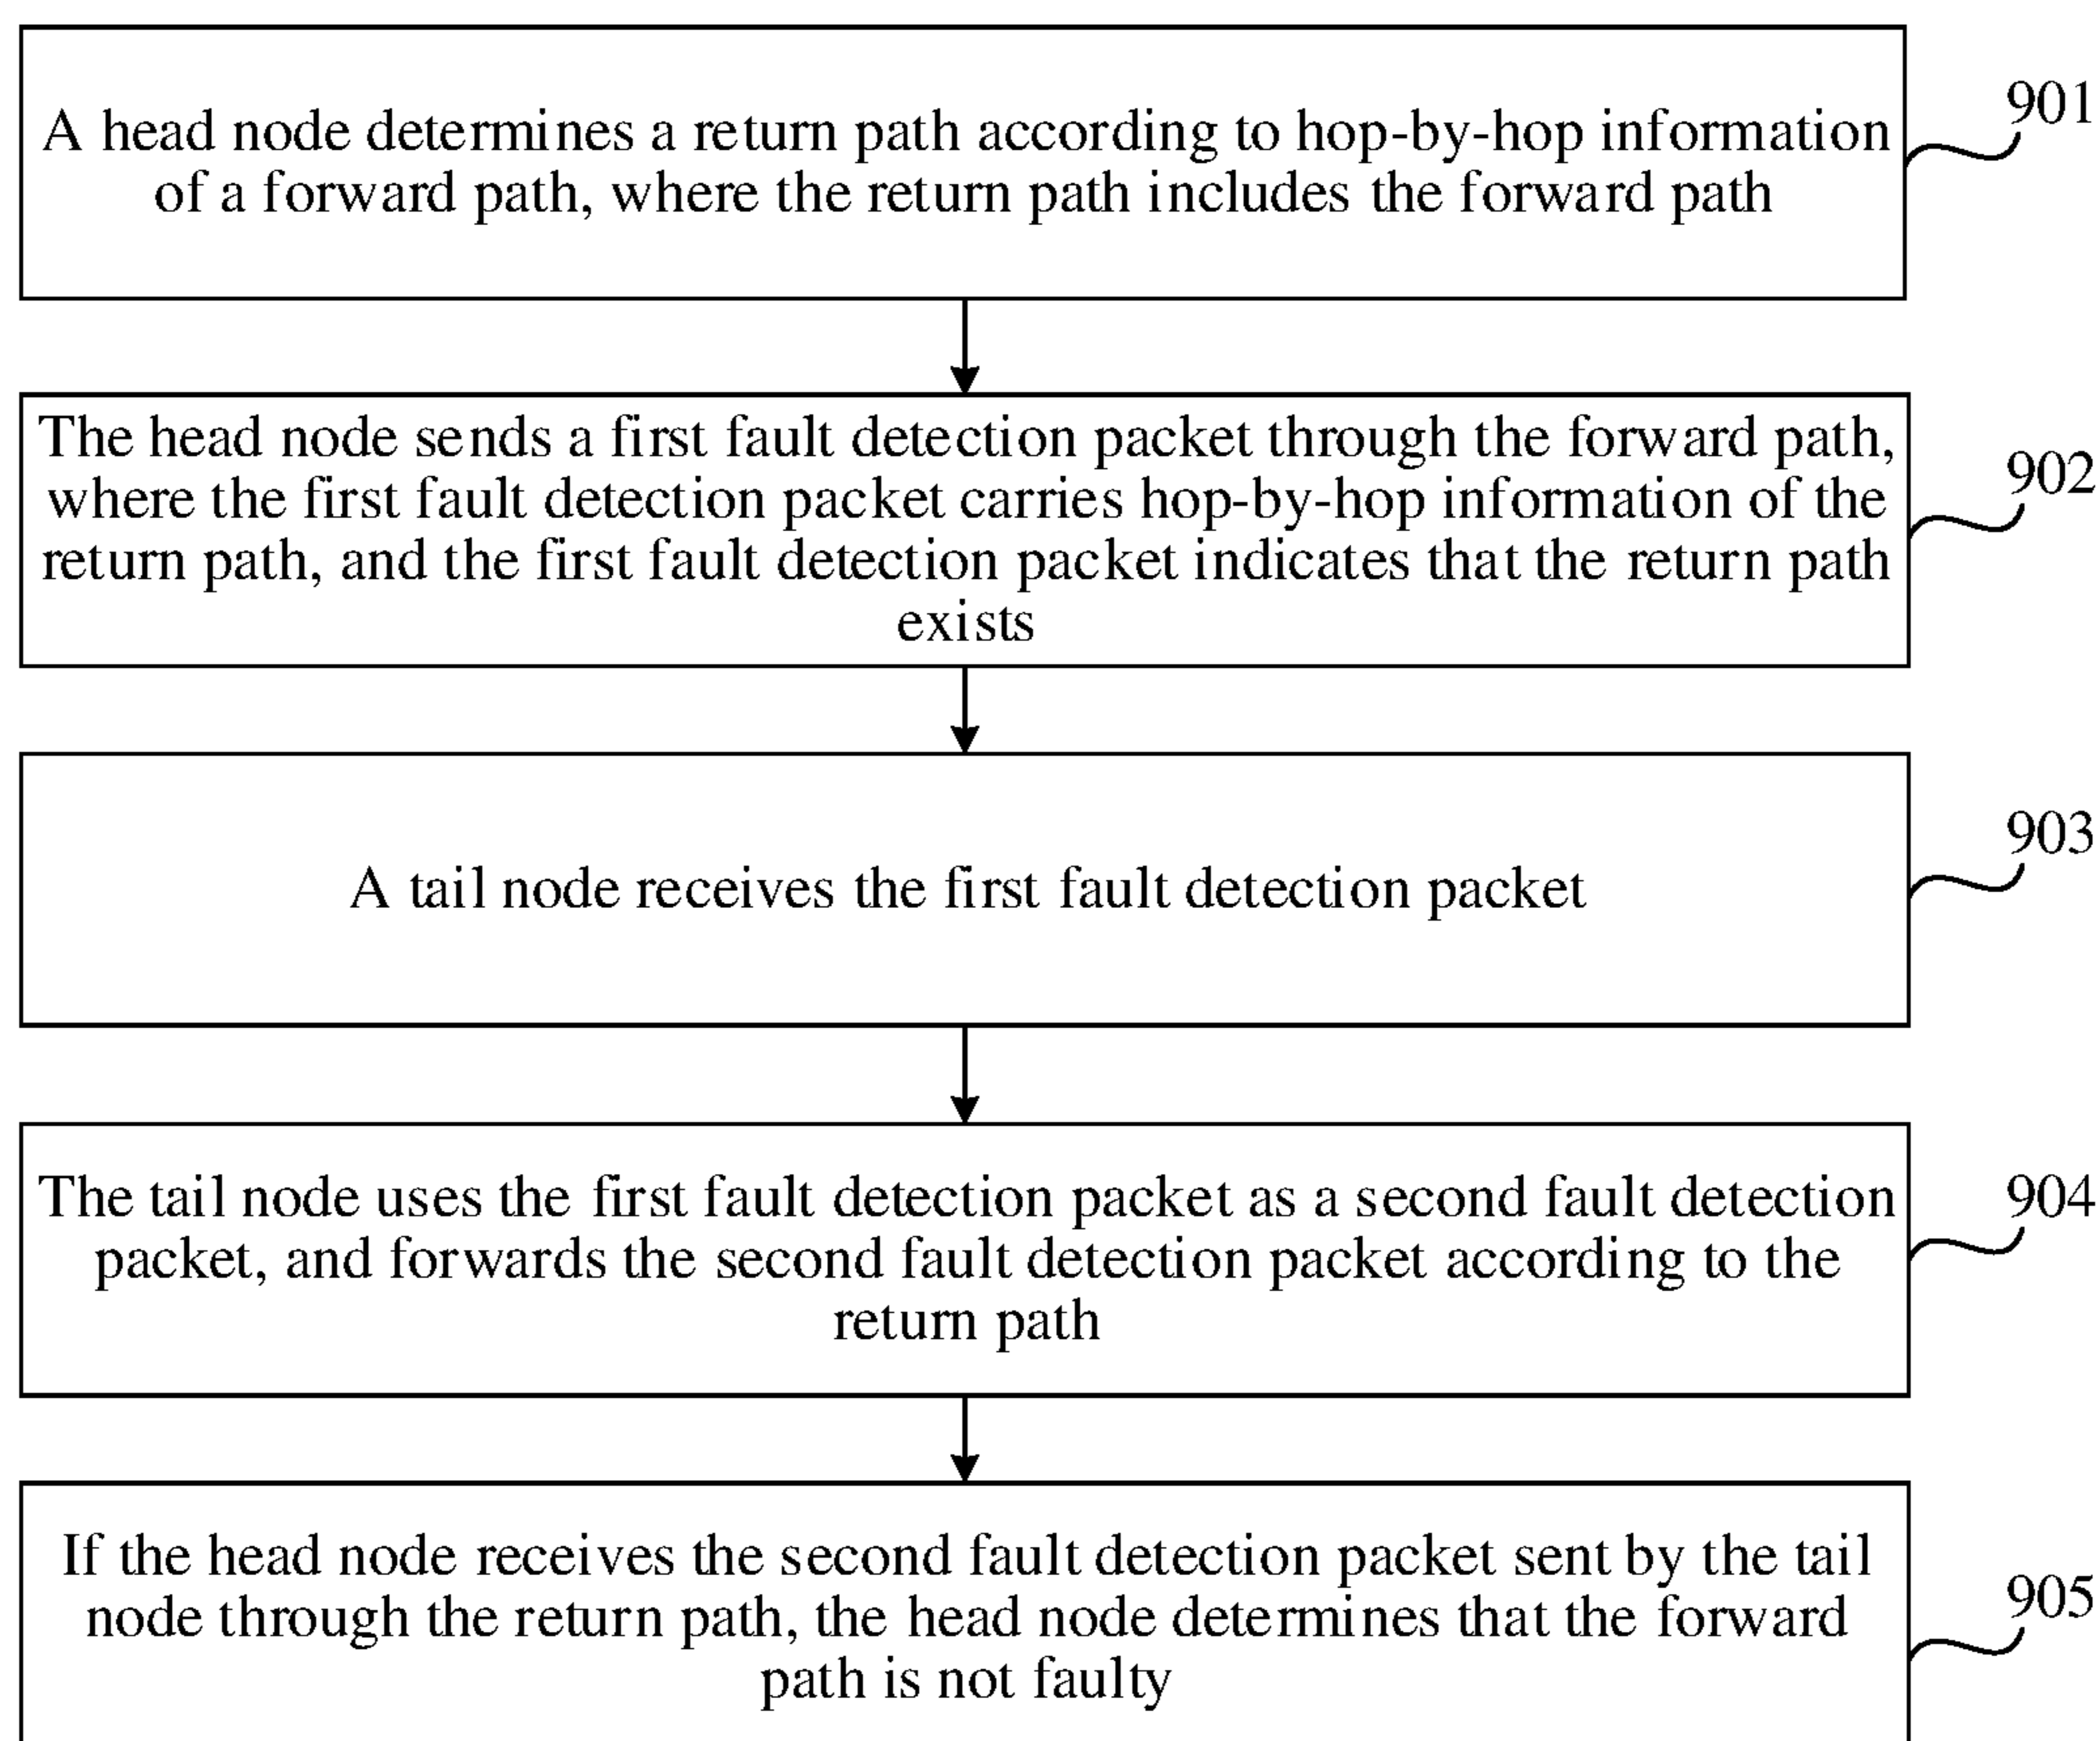 A head node determines a return path according to hop-by-hop information
of a forward path, where the return path includes the forward path
901
The head node sends a first fault detection packet through the forward path,
where the first fault detection packet carries hop-by-hop information of the
return path, and the first fault detection packet indicates that the return path
exists
902
A tail node receives the first fault detection packet
903
The tail node uses the first fault detection packet as a second fault detection
packet, and forwards the second fault detection packet according to the
return path
904
If the head node receives the second fault detection packet sent by the tail
node through the return path, the head node determines that the forward
path is not faulty
905